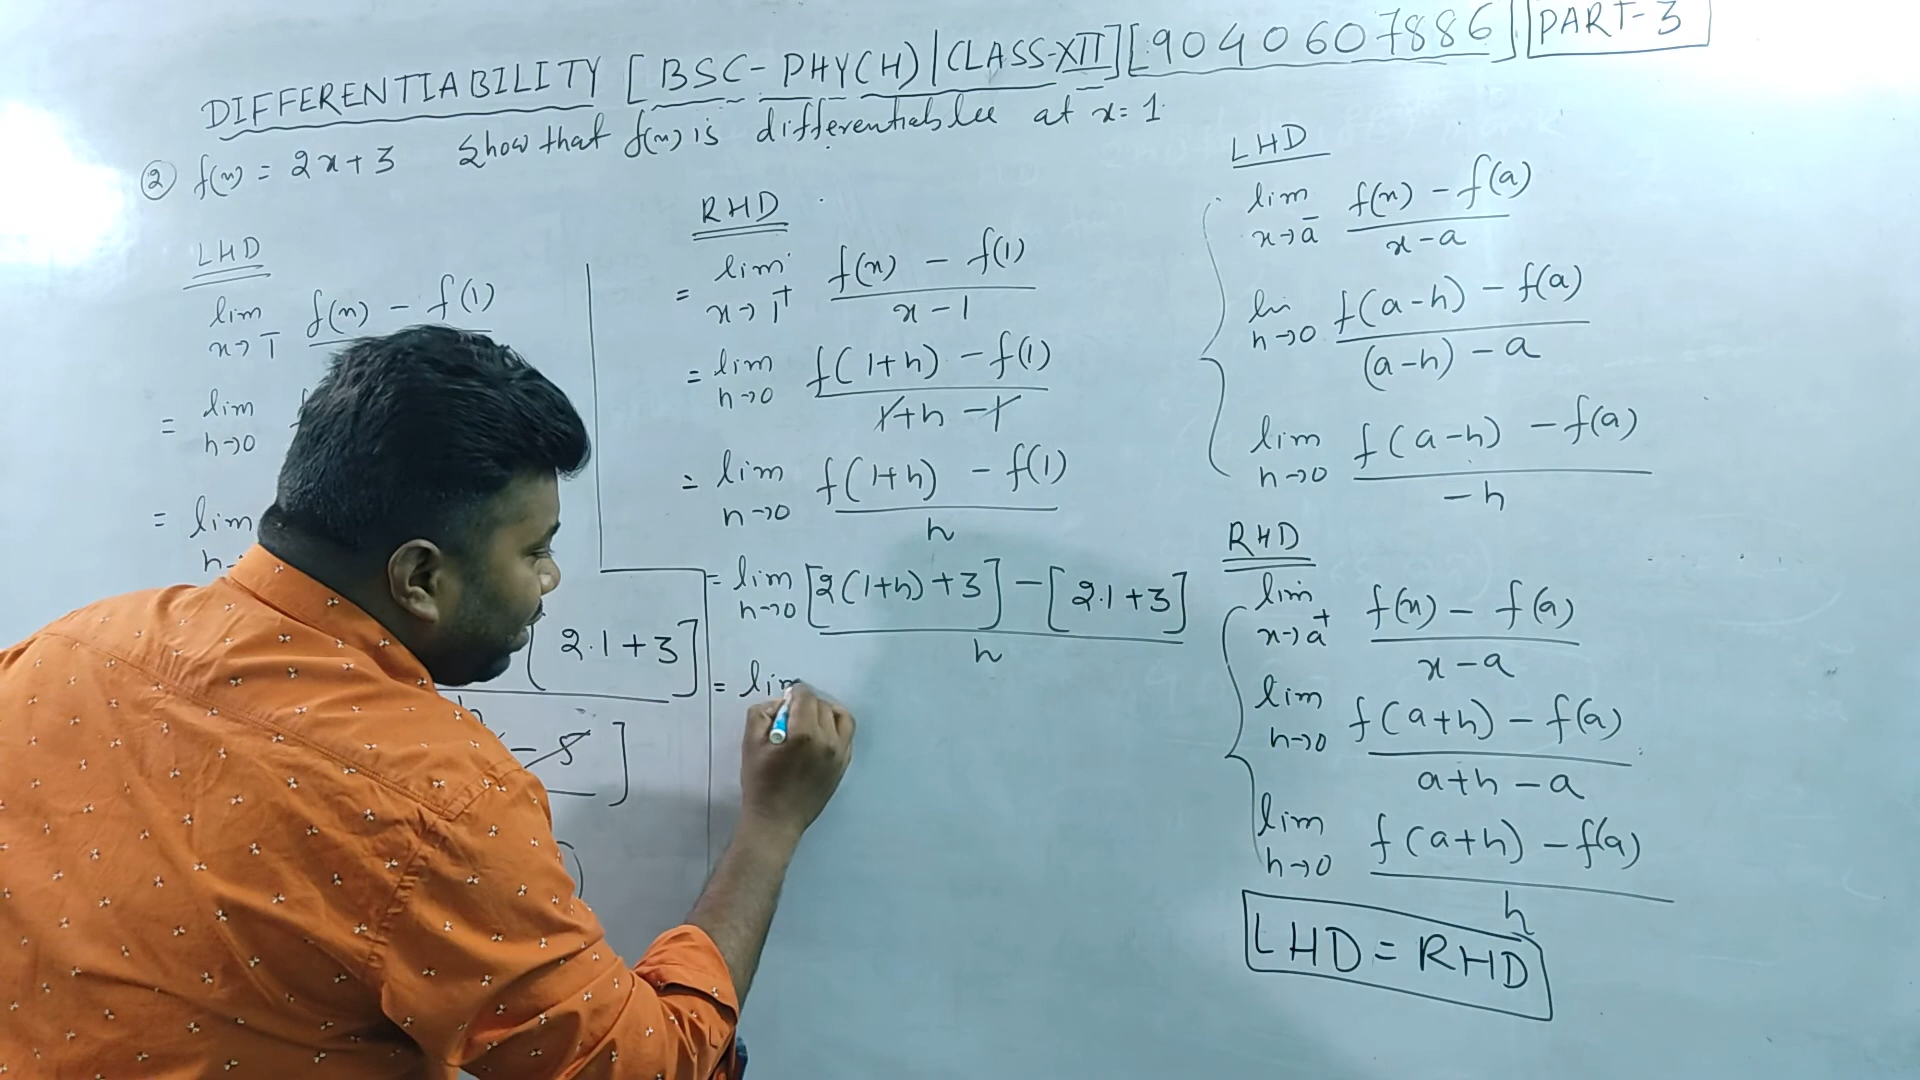 DIFFERENTIABILITY [BSC-PHYCH)|CLASS-XII][9040607886] PART-3
② f(x) = 2x+3 Show that f(x) is differentiablee at x=1.
LHD
lim x→1⁻ f(x) - f(1)
= lim h→0
= lim
2.1+3]
-5]
RHD
= lim x→1⁺ f(x) - f(1) / x-1
= lim h→0 f(1+h) - f(1) / 1+h-1
= lim h→0 f(1+h) - f(1) / h
= lim h→0 [2(1+h)+3] - [2.1+3] / h
= lim
LHD
lim x→a⁻ f(x) - f(a) / x-a
lim h→0 f(a-h) - f(a) / (a-h)-a
lim h→0 f(a-h) - f(a) / -h
RHD
lim x→a⁺ f(x) - f(a) / x-a
lim h→0 f(a+h) - f(a) / a+h-a
lim h→0 f(a+h) - f(a) / h
LHD = RHD